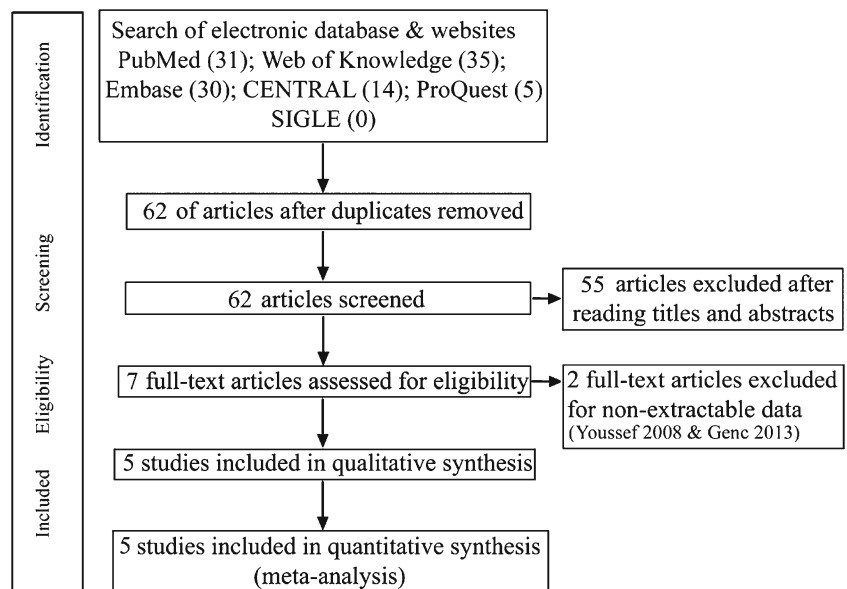 Identification
Search of electronic database & websites
PubMed (31); Web of Knowledge (35);
Embase (30); CENTRAL (14); ProQuest (5)
SIGLE (0)
62 of articles after duplicates removed
Screening
62 articles screened
55 articles excluded after
reading titles and abstracts
Eligibility
7 full-text articles assessed for eligibility
2 full-text articles excluded
for non-extractable data
(Youssef 2008 & Genc 2013)
Included
5 studies included in qualitative synthesis
5 studies included in quantitative synthesis
(meta-analysis)